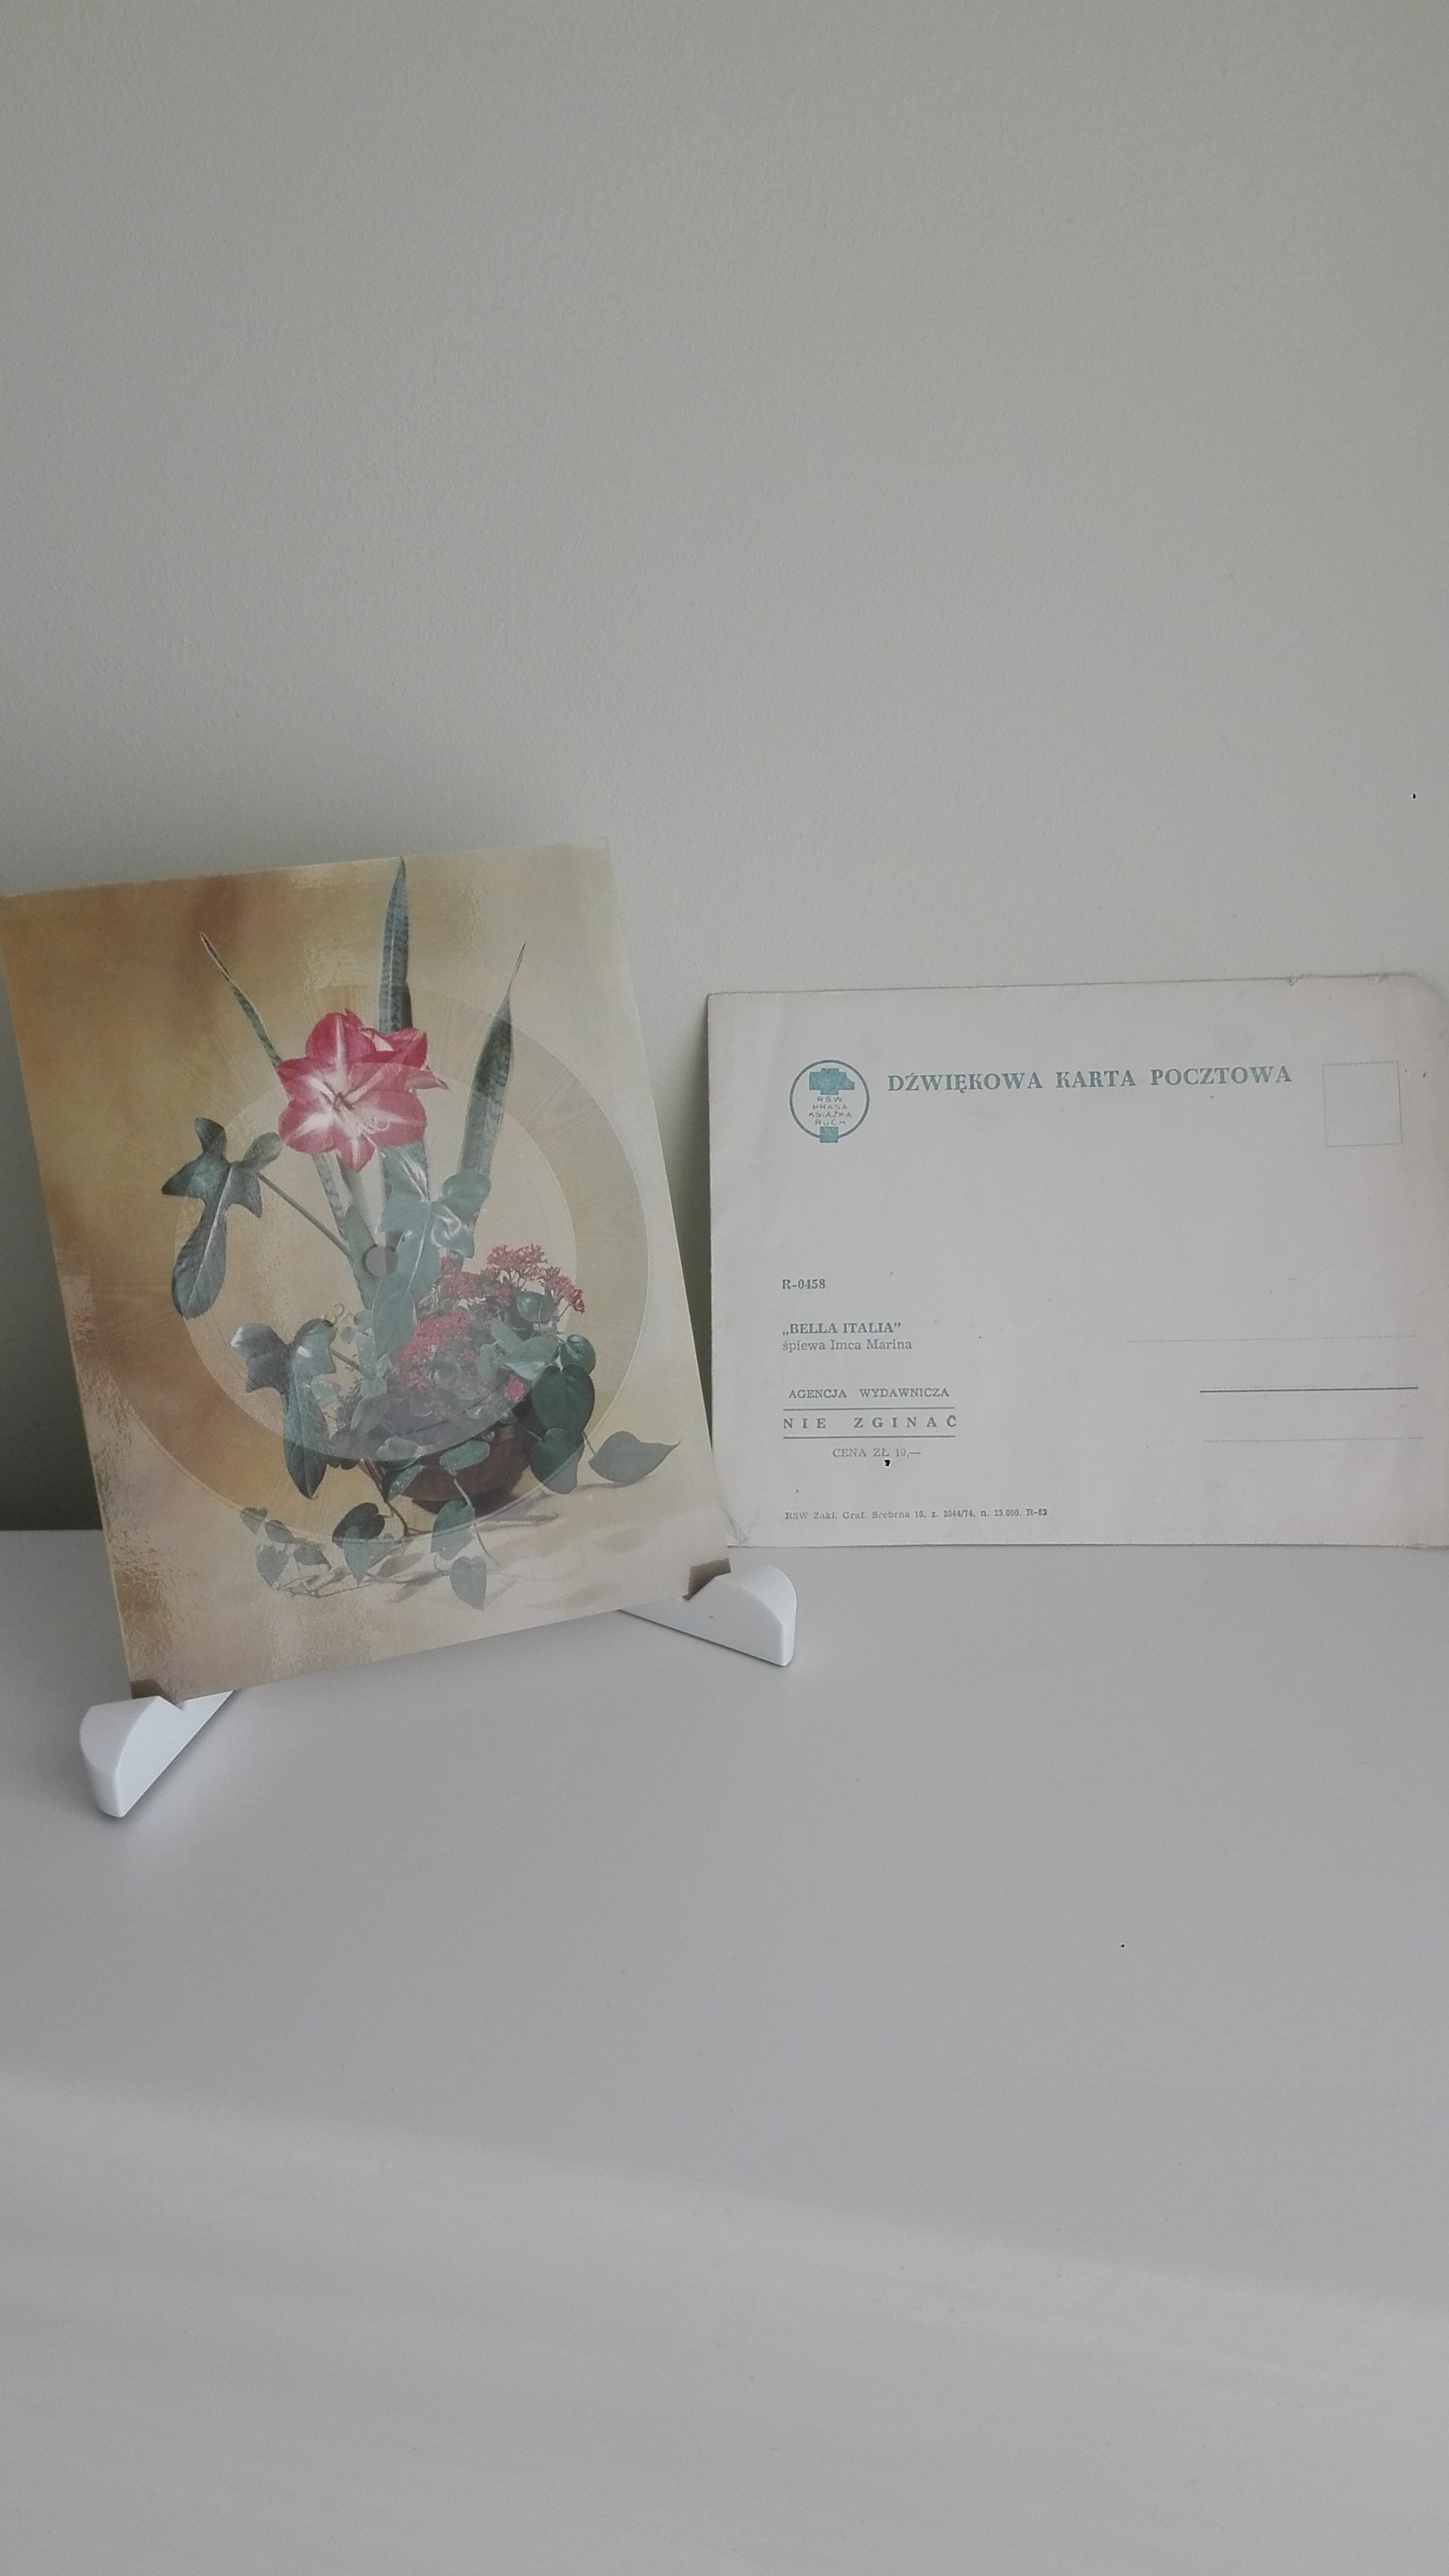 DŹWIĘKOWA KARTA POCZTOWA
RSW
PRASA
KSIĄŻKA
RUCH
R-0458
„BELLA ITALIA”
śpiewa Imca Marina
AGENCJA WYDAWNICZA
NIE ZGINAĆ
CENA ZŁ 10,—
RSW Zakł. Graf. Srebrna 16, z. 2044/74, n. 25.000. R-63